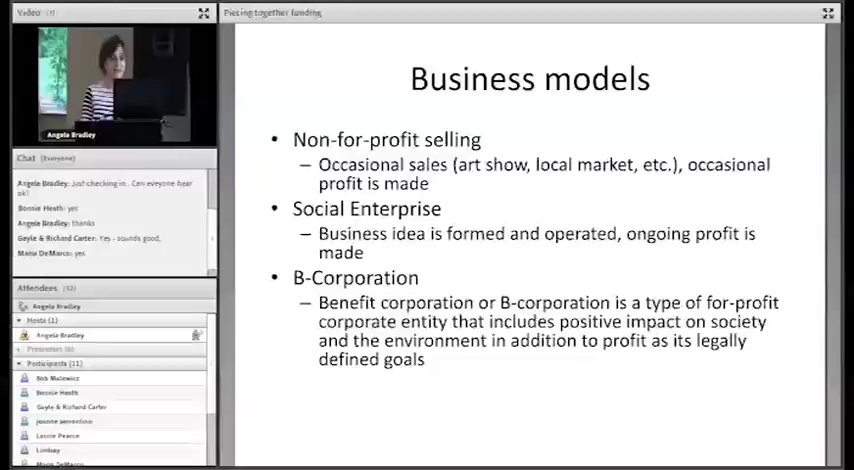 Video (1)
Angela Bradley
Chat (Everyone)
Angela Bradley: Just checking in. Can everyone hear
ok?
Bonnie Heath: yes
Angela Bradley: thanks
Gayle & Richard Carter: Yes - sounds good,
Maria DeMarco: yes
Attendees (12)
Angela Bradley
Hosts (1)
Angela Bradley
Presenters (0)
Participants (11)
Bob Malewicz
Bonnie Heath
Gayle & Richard Carter
Laurie Pearce
Lindsay
Maria DeMarco
Piecing together funding
Business models
• Non-for-profit selling
– Occasional sales (art show, local market, etc.), occasional
profit is made
• Social Enterprise
– Business idea is formed and operated, ongoing profit is
made
• B-Corporation
– Benefit corporation or B-corporation is a type of for-profit
corporate entity that includes positive impact on society
and the environment in addition to profit as its legally
defined goals